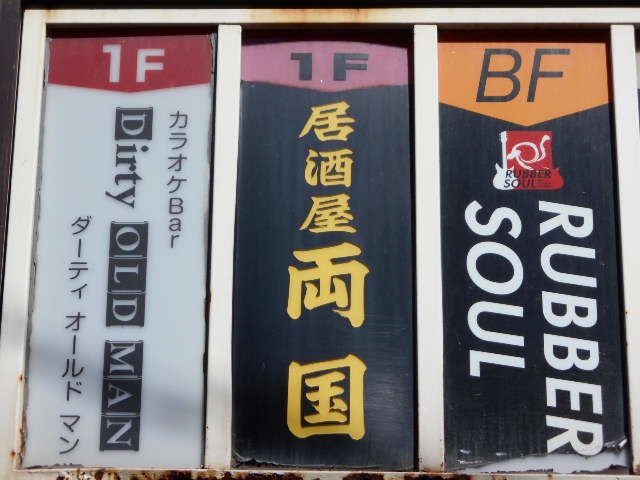 1F
カラオケBar
Dirty OLD MAN
ダーティ オールド マン
1F
居酒屋
両国
BF
RUBBER
SOUL
RUBBER
SOUL